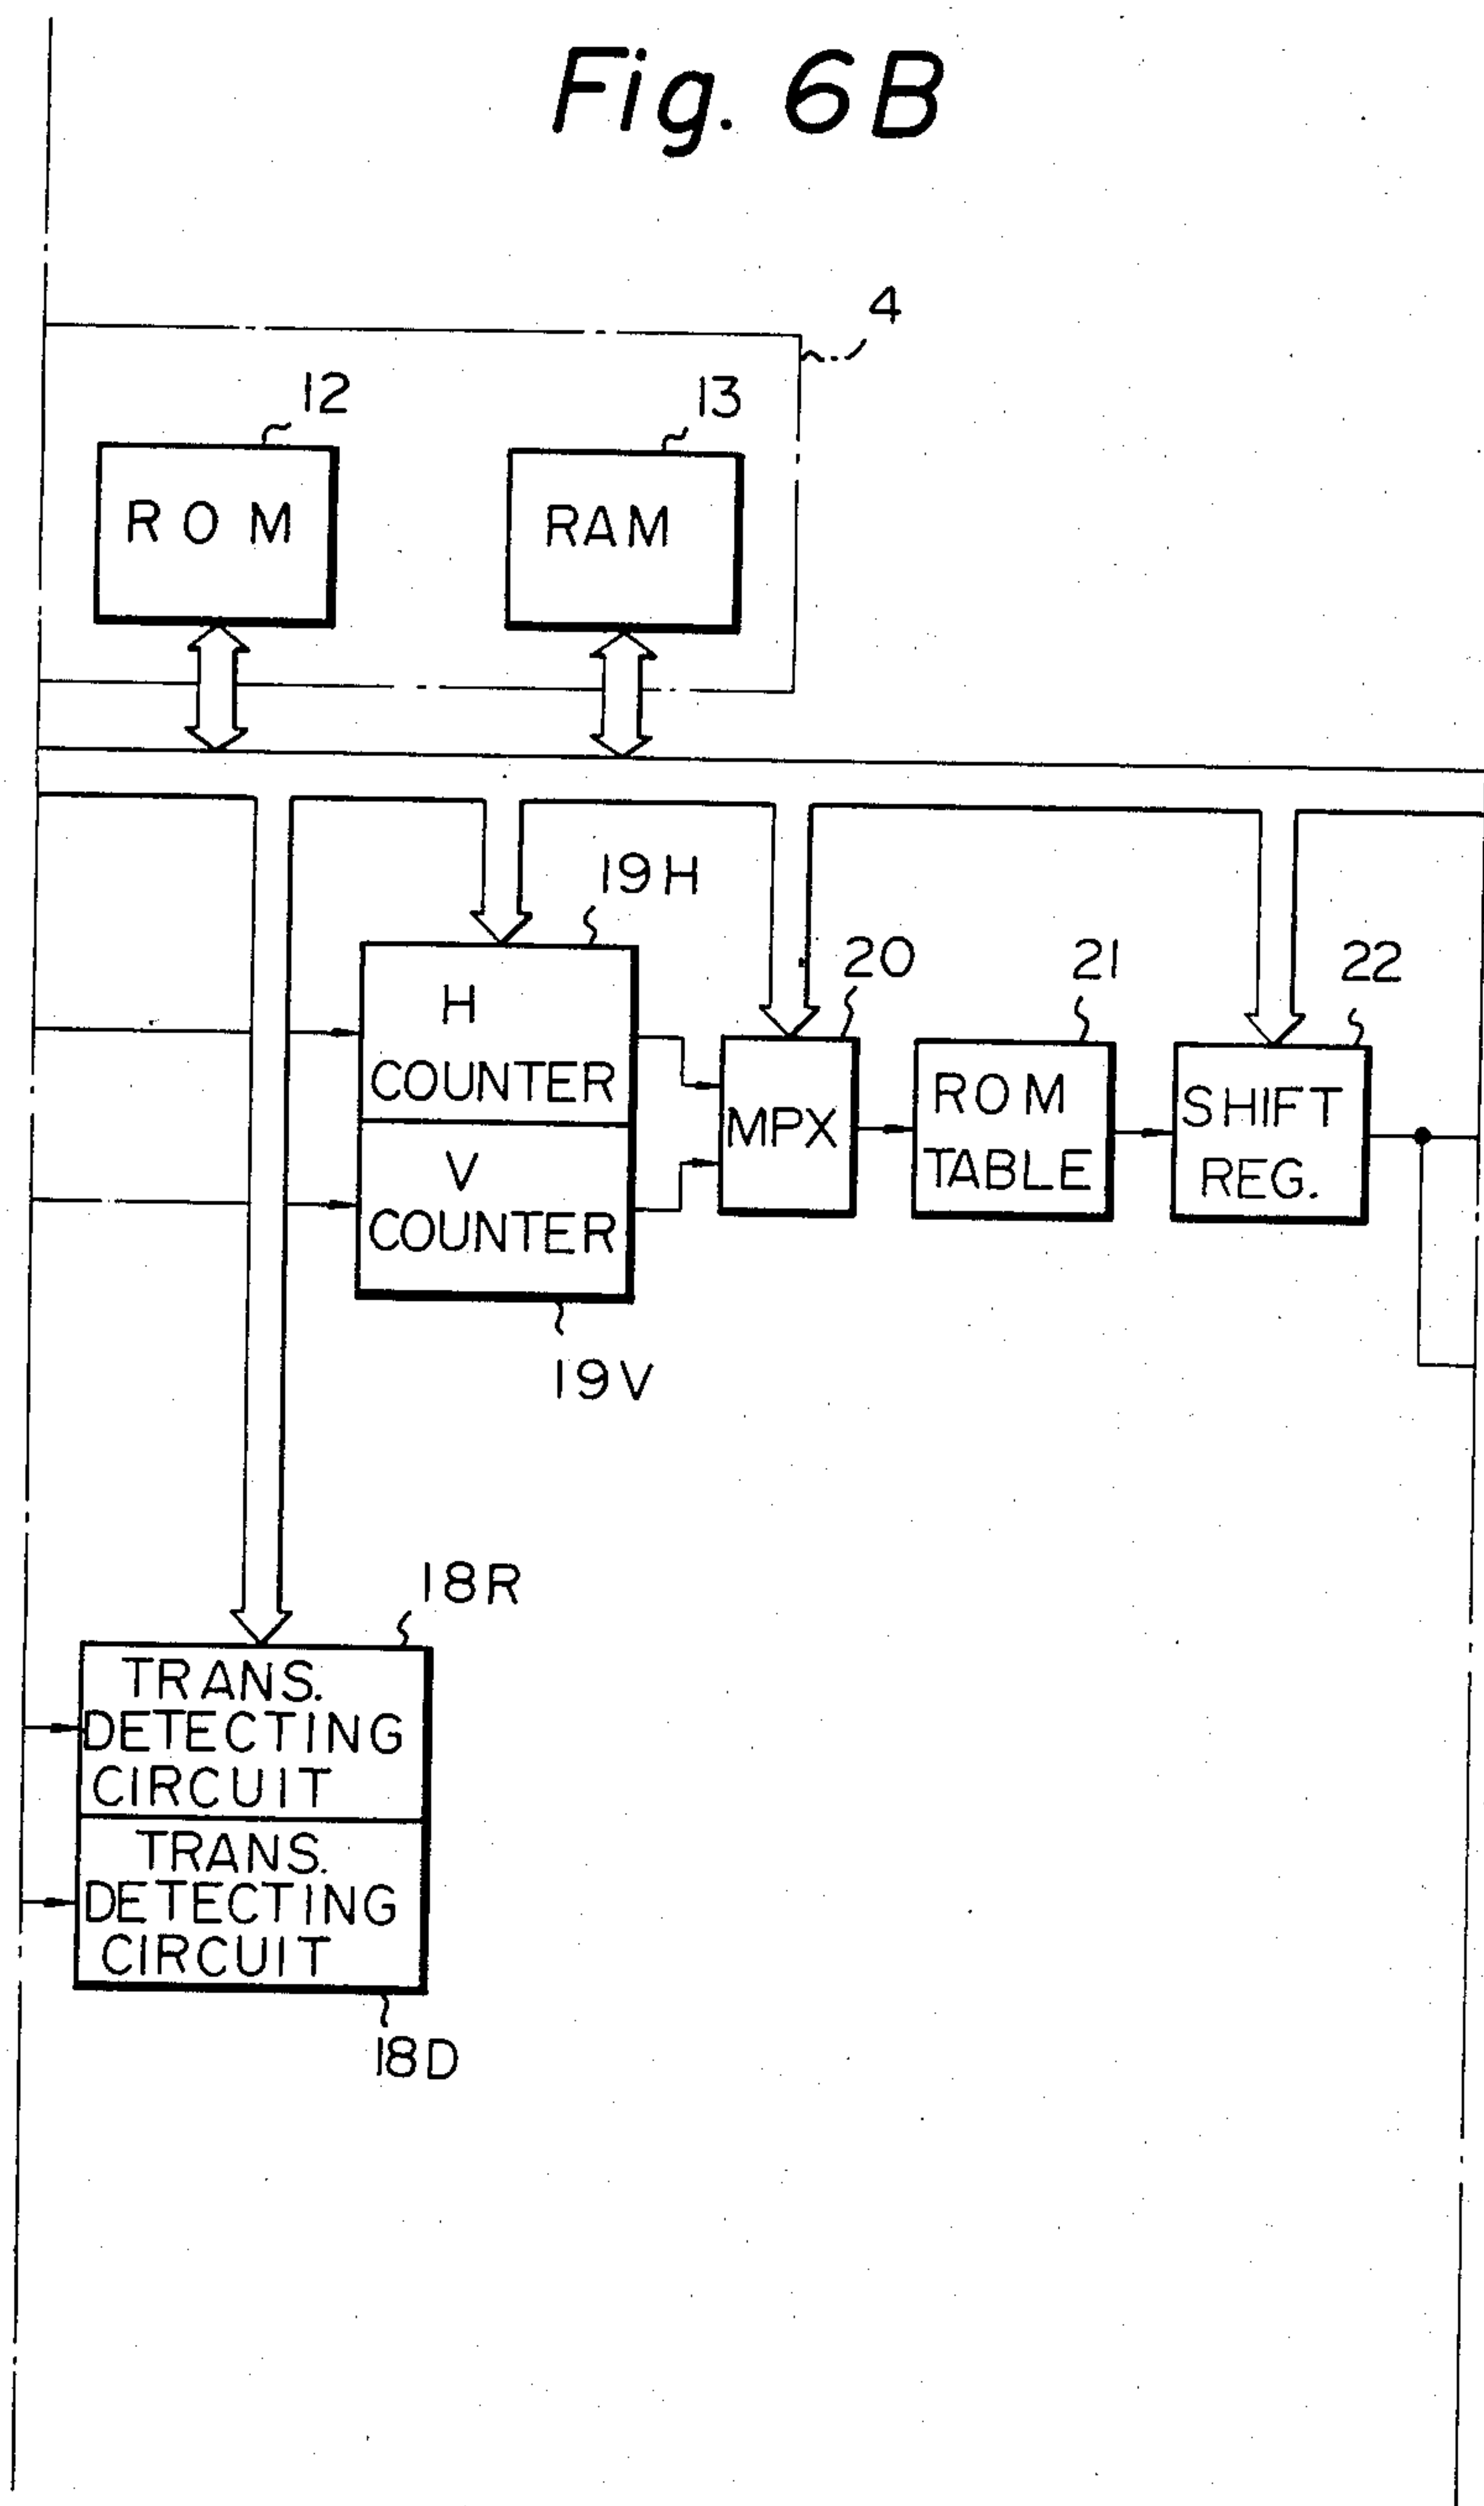 Fig. 6B
4
12
13
ROM
RAM
19H
20
21
22
H
COUNTER
MPX
ROM
TABLE
SHIFT
REG.
V
COUNTER
19V
18R
TRANS.
DETECTING
CIRCUIT
TRANS.
DETECTING
CIRCUIT
18D